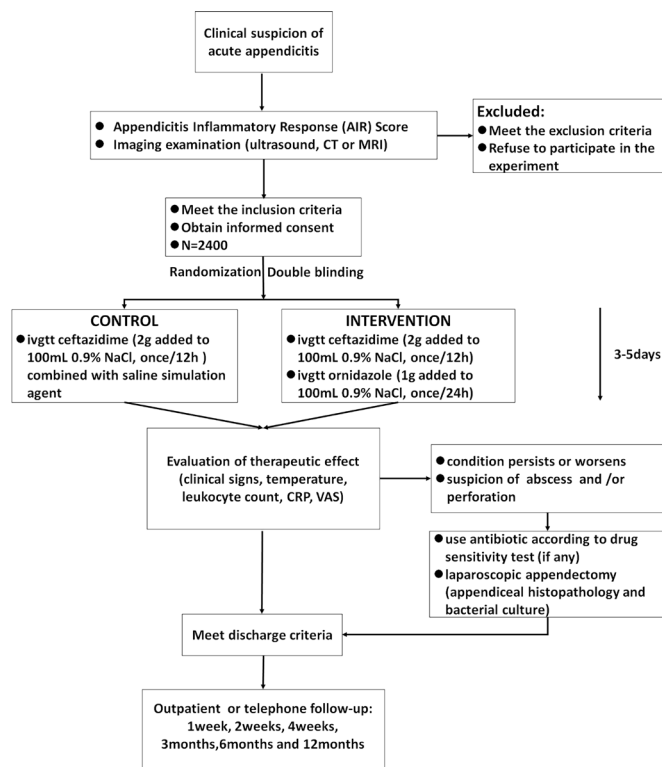 Clinical suspicion of
acute appendicitis
● Appendicitis Inflammatory Response (AIR) Score
● Imaging examination (ultrasound, CT or MRI)
Excluded:
● Meet the exclusion criteria
● Refuse to participate in the
experiment
● Meet the inclusion criteria
● Obtain informed consent
● N=2400
Randomization
Double blinding
CONTROL
● ivgtt ceftazidime (2g added to
100mL 0.9% NaCl, once/12h )
combined with saline simulation
agent
INTERVENTION
● ivgtt ceftazidime (2g added to
100mL 0.9% NaCl, once/12h)
● ivgtt ornidazole (1g added to
100mL 0.9% NaCl, once/24h)
3-5days
Evaluation of therapeutic effect
(clinical signs, temperature,
leukocyte count, CRP, VAS)
● condition persists or worsens
● suspicion of abscess and /or
perforation
● use antibiotic according to drug
sensitivity test (if any)
● laparoscopic appendectomy
(appendiceal histopathology and
bacterial culture)
Meet discharge criteria
Outpatient or telephone follow-up:
1week, 2weeks, 4weeks,
3months,6months and 12months